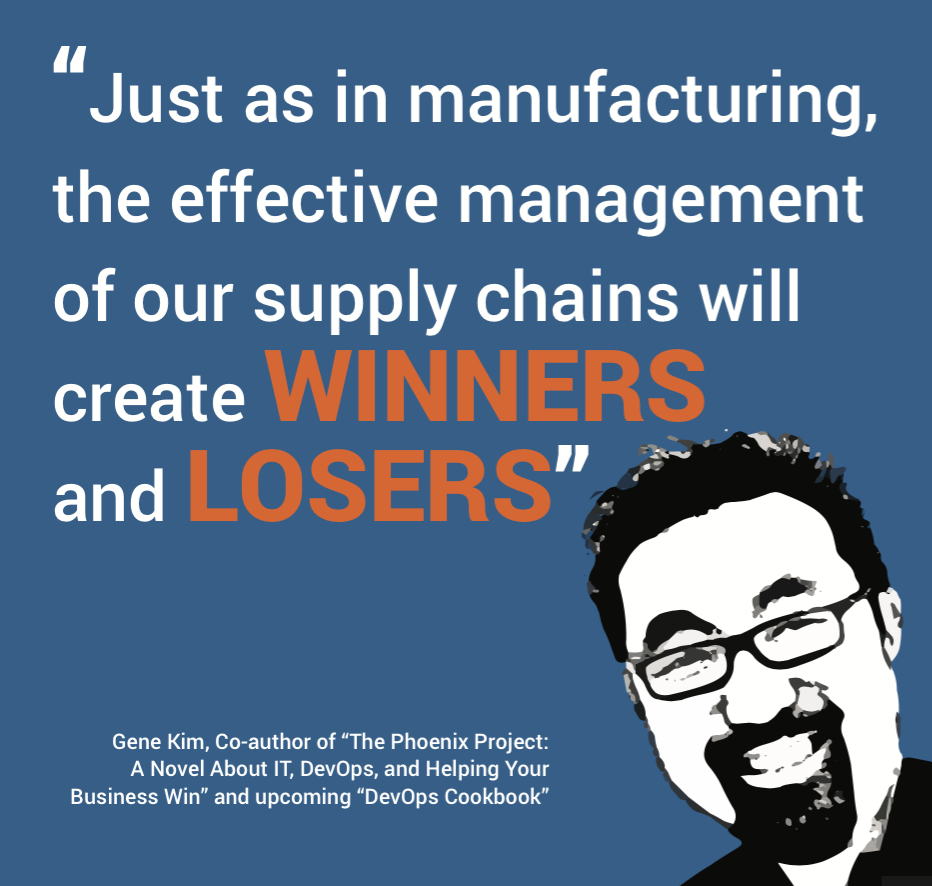 “Just as in manufacturing,
the effective management
of our supply chains will
create WINNERS
and LOSERS”
Gene Kim, Co-author of “The Phoenix Project:
A Novel About IT, DevOps, and Helping Your
Business Win” and upcoming “DevOps Cookbook”